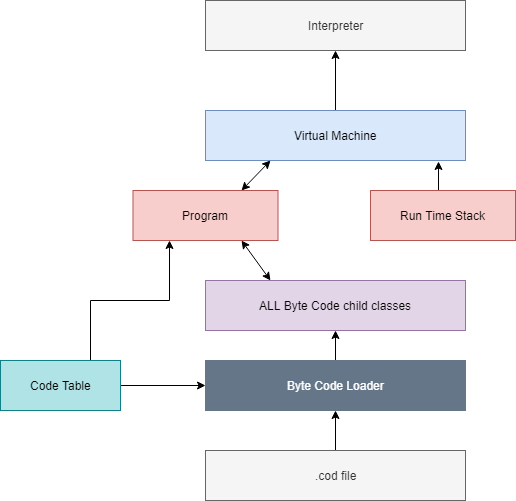 Interpreter
Virtual Machine
Program
Run Time Stack
ALL Byte Code child classes
Code Table
Byte Code Loader
.cod file